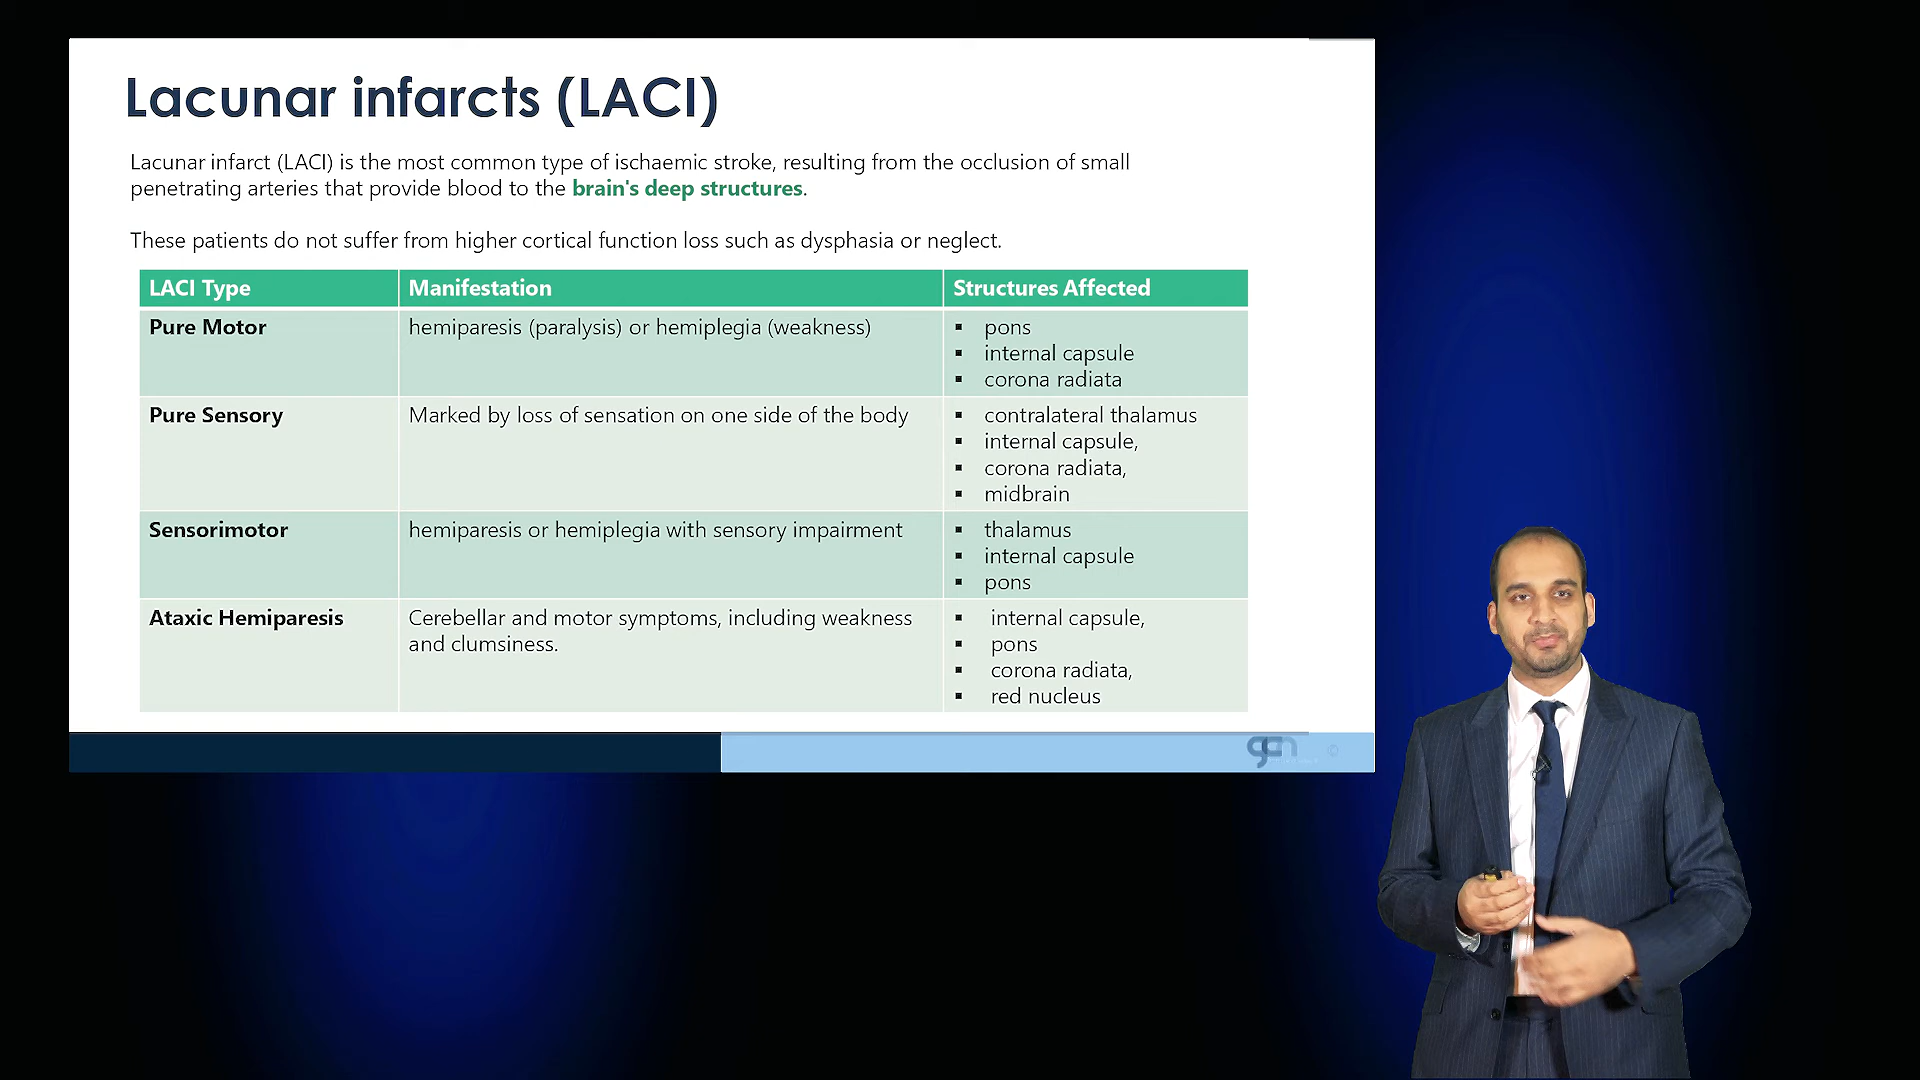 Lacunar infarcts (LACI)
Lacunar infarct (LACI) is the most common type of ischaemic stroke, resulting from the occlusion of small
penetrating arteries that provide blood to the brain's deep structures.
These patients do not suffer from higher cortical function loss such as dysphasia or neglect.
LACI Type Manifestation Structures Affected
Pure Motor hemiparesis (paralysis) or hemiplegia (weakness) ▪ pons
▪ internal capsule
▪ corona radiata
Pure Sensory Marked by loss of sensation on one side of the body ▪ contralateral thalamus
▪ internal capsule,
▪ corona radiata,
▪ midbrain
Sensorimotor hemiparesis or hemiplegia with sensory impairment ▪ thalamus
▪ internal capsule
▪ pons
Ataxic Hemiparesis Cerebellar and motor symptoms, including weakness ▪ internal capsule,
and clumsiness. ▪ pons
▪ corona radiata,
▪ red nucleus